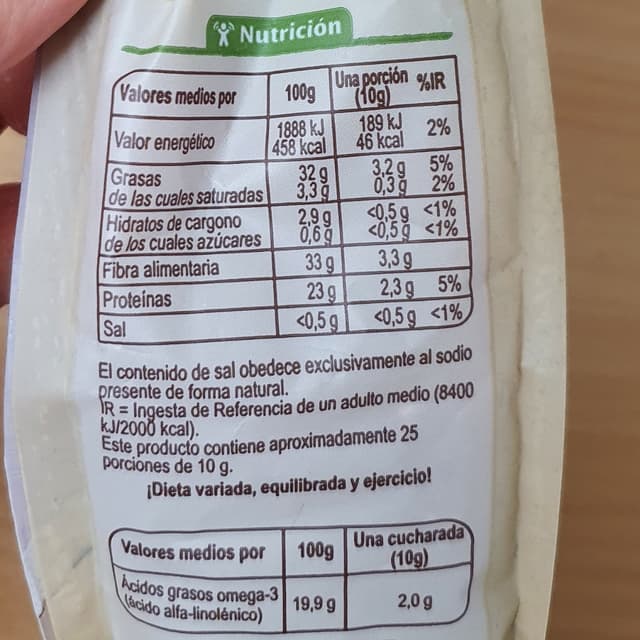 Nutrición
Valores medios por 100g Una porción (10g) %IR
Valor energético 1888 kJ 458 kcal 189 kJ 46 kcal 2%
Grasas 32 g 3,2 g 5%
de las cuales saturadas 3,3 g 0,3 g 2%
Hidratos de cargono 2,9 g <0,5 g <1%
de los cuales azúcares 0,6 g <0,5 g <1%
Fibra alimentaria 33 g 3,3 g
Proteínas 23 g 2,3 g 5%
Sal <0,5 g <0,5 g <1%
El contenido de sal obedece exclusivamente al sodio
presente de forma natural.
IR = Ingesta de Referencia de un adulto medio (8400
kJ/2000 kcal).
Este producto contiene aproximadamente 25
porciones de 10 g.
¡Dieta variada, equilibrada y ejercicio!
Valores medios por 100g Una cucharada (10g)
Ácidos grasos omega-3 (ácido alfa-linolénico) 19,9 g 2,0 g